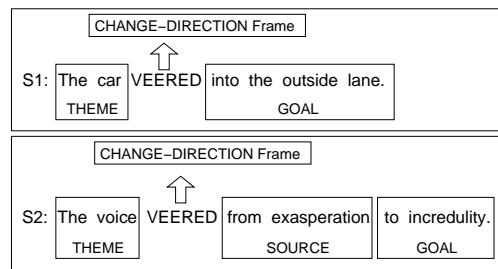 CHANGE−DIRECTION Frame
S1: The car VEERED into the outside lane.
THEME GOAL
CHANGE−DIRECTION Frame
S2: The voice VEERED from exasperation to incredulity.
THEME SOURCE GOAL